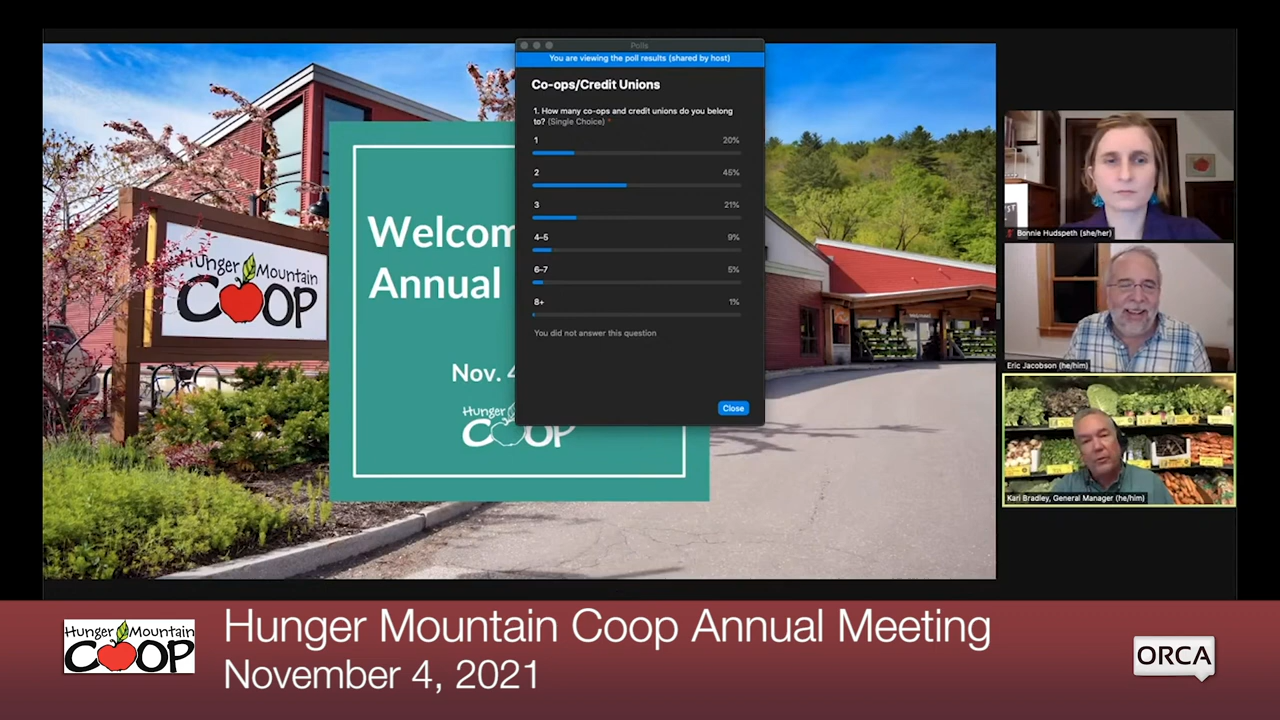 Polls
You are viewing the poll results (shared by host)
Co-ops/Credit Unions
1. How many co-ops and credit unions do you belong
to? (Single Choice) *
1 20%
2 45%
3 21%
4–5 9%
6–7 5%
8+ 1%
You did not answer this question
Close
Hunger Mountain
COOP
Welcom
Annual
Nov. 4
Hunger
COOP
Bonnie Hudspeth (she/her)
Eric Jacobson (he/him)
Kari Bradley, General Manager (he/him)
Hunger Mountain
COOP
Hunger Mountain Coop Annual Meeting
November 4, 2021
ORCA